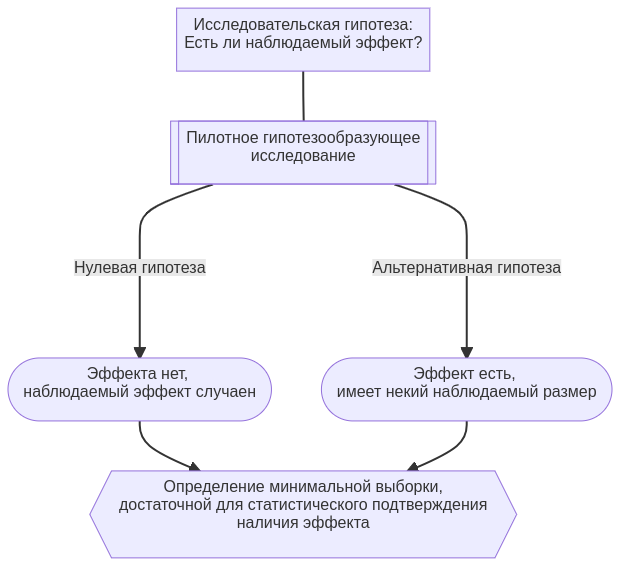 Исследовательская гипотеза:
Есть ли наблюдаемый эффект?
Пилотное гипотезообразующее
исследование
Нулевая гипотеза
Альтернативная гипотеза
Эффекта нет,
наблюдаемый эффект случаен
Эффект есть,
имеет некий наблюдаемый размер
Определение минимальной выборки,
достаточной для статистического подтверждения
наличия эффекта